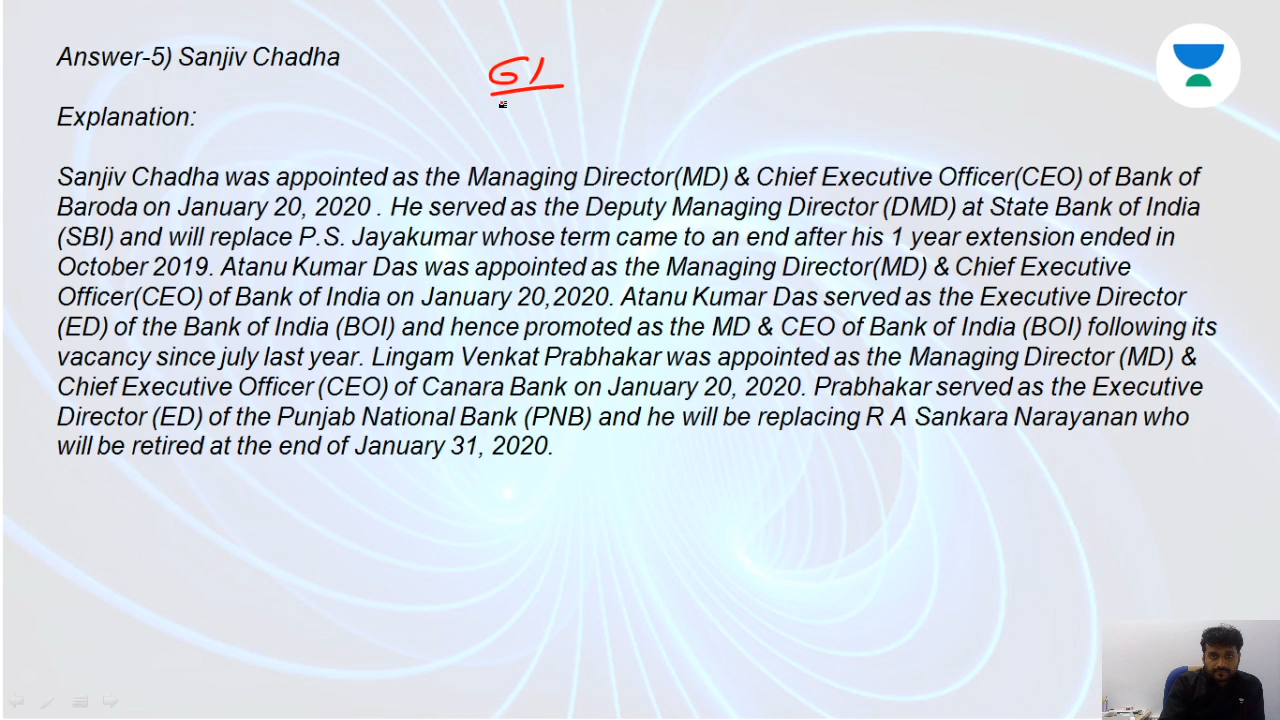 Answer-5) Sanjiv Chadha
Explanation:
Sanjiv Chadha was appointed as the Managing Director(MD) & Chief Executive Officer(CEO) of Bank of
Baroda on January 20, 2020 . He served as the Deputy Managing Director (DMD) at State Bank of India
(SBI) and will replace P.S. Jayakumar whose term came to an end after his 1 year extension ended in
October 2019. Atanu Kumar Das was appointed as the Managing Director(MD) & Chief Executive
Officer(CEO) of Bank of India on January 20,2020. Atanu Kumar Das served as the Executive Director
(ED) of the Bank of India (BOI) and hence promoted as the MD & CEO of Bank of India (BOI) following its
vacancy since july last year. Lingam Venkat Prabhakar was appointed as the Managing Director (MD) &
Chief Executive Officer (CEO) of Canara Bank on January 20, 2020. Prabhakar served as the Executive
Director (ED) of the Punjab National Bank (PNB) and he will be replacing R A Sankara Narayanan who
will be retired at the end of January 31, 2020.